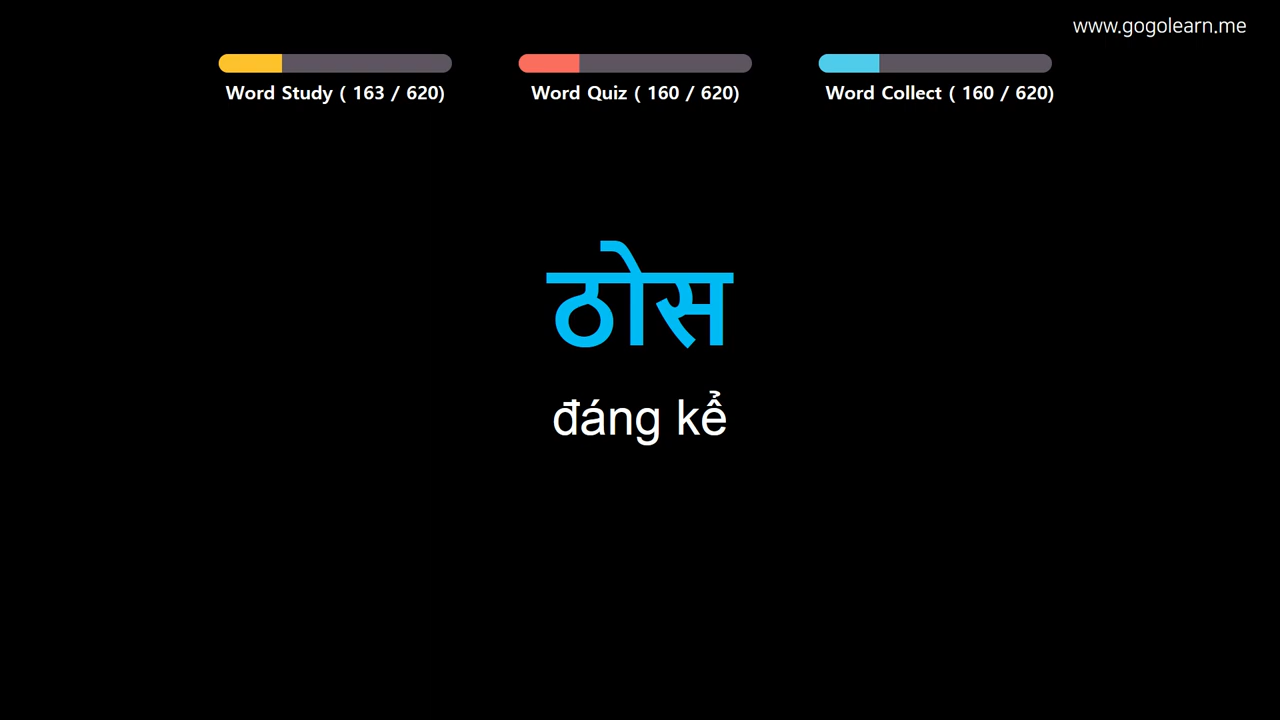 www.gogolearn.me
Word Study ( 163 / 620)
Word Quiz ( 160 / 620)
Word Collect ( 160 / 620)
ठोस
đáng kể